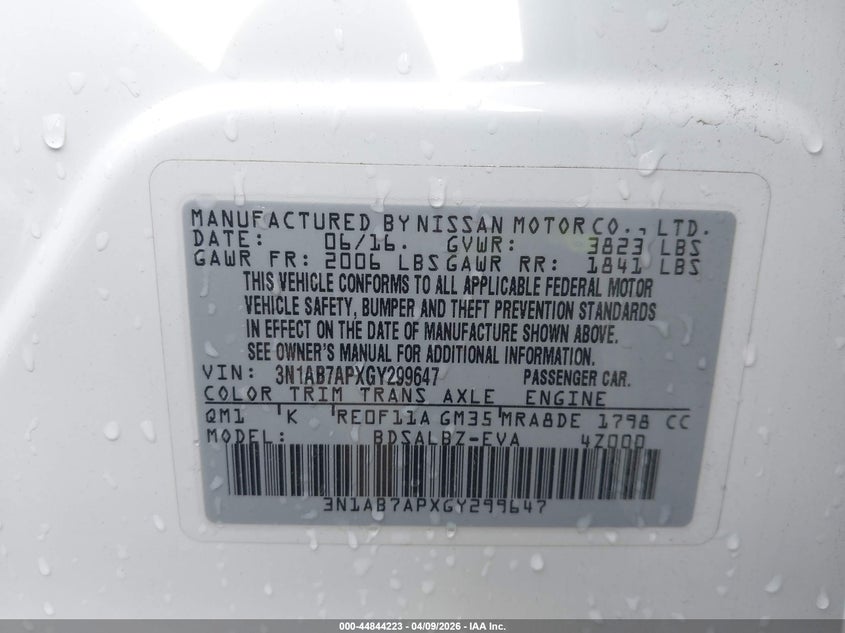 MANUFACTURED BY NISSAN MOTOR CO., LTD.
DATE: 06/16. GVWR: 3823 LBS
GAWR FR: 2006 LBS GAWR RR: 1841 LBS
THIS VEHICLE CONFORMS TO ALL APPLICABLE FEDERAL MOTOR
VEHICLE SAFETY, BUMPER AND THEFT PREVENTION STANDARDS
IN EFFECT ON THE DATE OF MANUFACTURE SHOWN ABOVE.
SEE OWNER'S MANUAL FOR ADDITIONAL INFORMATION.
VIN: 3N1AB7APXGY299647 PASSENGER CAR.
COLOR TRIM TRANS AXLE ENGINE
QM1 'K 'RE0F11A GM35 MRA8DE 1798 CC
MODEL: BDSALBZ-EVA 4Z000
3N1AB7APXGY299647
000-44844223 - 04/09/2026 - IAA Inc.